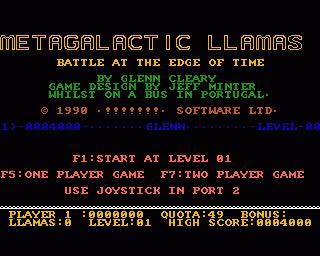 METAGALACTIC LLAMAS
BATTLE AT THE EDGE OF TIME
BY GLENN CLEARY
GAME DESIGN BY JEFF MINTER
WHILST ON A BUS IN PORTUGAL.
© 1990 .!!!!!!!. SOFTWARE LTD.
1>-0004000........GLENN.........LEVEL-00
F1:START AT LEVEL 01
F5:ONE PLAYER GAME F7:TWO PLAYER GAME
USE JOYSTICK IN PORT 2
PLAYER 1 :0000000 QUOTA:49 BONUS:
LLAMAS:0 LEVEL:01 HIGH SCORE:0004000